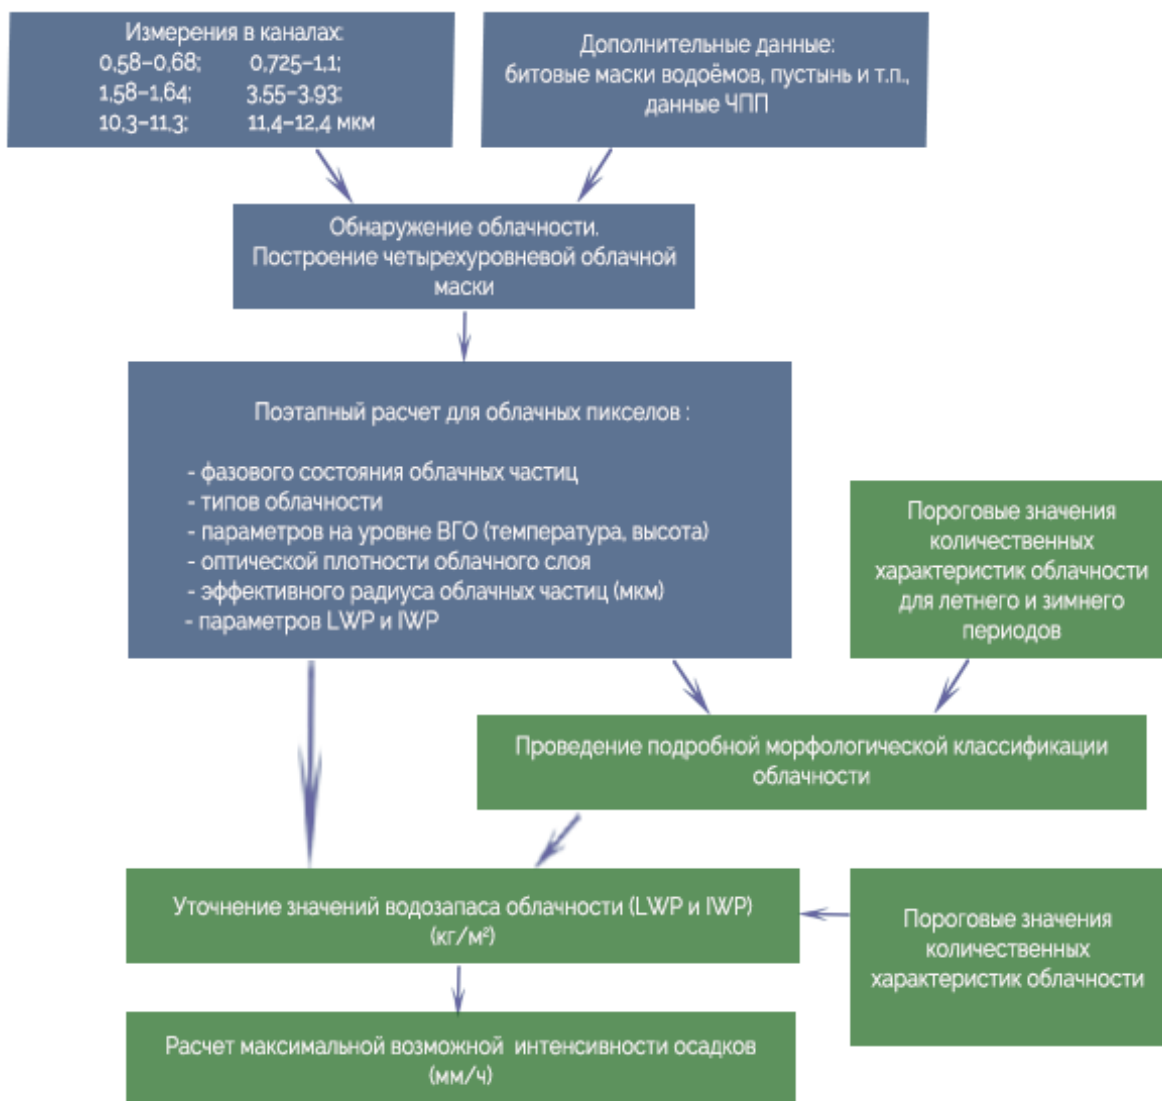 Измерения в каналах:
0,58–0,68; 0,725–1,1;
1,58–1,64; 3,55–3,93;
10,3–11,3; 11,4–12,4 мкм
Дополнительные данные:
битовые маски водоёмов, пустынь и т.п.,
данные ЧПП
Обнаружение облачности.
Построение четырехуровневой облачной
маски
Поэтапный расчет для облачных пикселов :
- фазового состояния облачных частиц
- типов облачности
- параметров на уровне ВГО (температура, высота)
- оптической плотности облачного слоя
- эффективного радиуса облачных частиц (мкм)
- параметров LWP и IWP
Пороговые значения
количественных
характеристик облачности
для летнего и зимнего
периодов
Проведение подробной морфологической классификации
облачности
Уточнение значений водозапаса облачности (LWP и IWP)
(кг/м²)
Пороговые значения
количественных
характеристик облачности
Расчет максимальной возможной интенсивности осадков
(мм/ч)